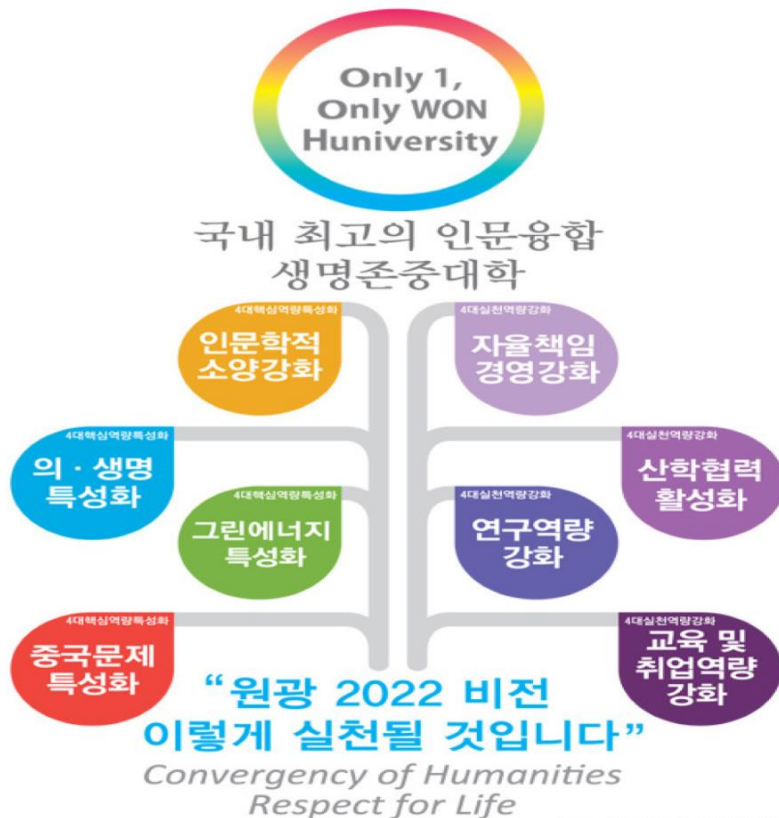 Only 1,
Only WON
Huniversity
국내 최고의 인문융합
생명존중대학
4대핵심역량특성화
인문학적
소양강화
4대실천역량강화
자율책임
경영강화
4대핵심역량특성화
의·생명
특성화
4대실천역량강화
산학협력
활성화
4대핵심역량특성화
그린에너지
특성화
4대실천역량강화
연구역량
강화
4대핵심역량특성화
중국문제
특성화
4대실천역량강화
교육 및
취업역량
강화
“원광 2022 비전
이렇게 실천될 것입니다”
Convergency of Humanities
Respect for Life